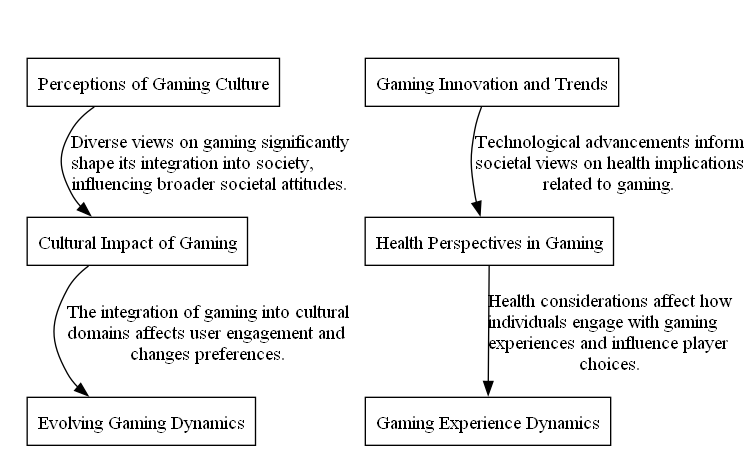 Perceptions of Gaming Culture
Gaming Innovation and Trends
Diverse views on gaming significantly
shape its integration into society,
influencing broader societal attitudes.
Technological advancements inform
societal views on health implications
related to gaming.
Cultural Impact of Gaming
Health Perspectives in Gaming
The integration of gaming into cultural
domains affects user engagement and
changes preferences.
Health considerations affect how
individuals engage with gaming
experiences and influence player
choices.
Evolving Gaming Dynamics
Gaming Experience Dynamics